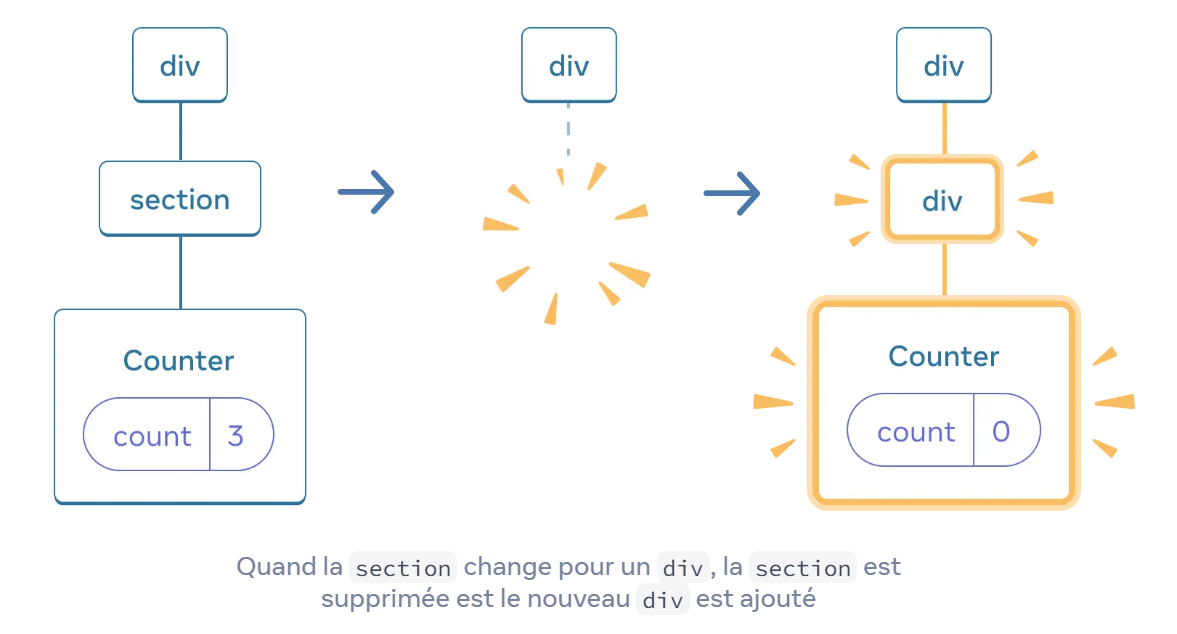 div
section
Counter
count 3
div
div
div
Counter
count 0
Quand la section change pour un div, la section est
supprimée est le nouveau div est ajouté